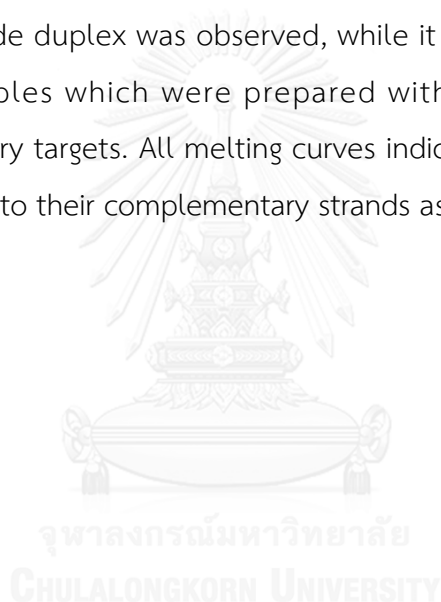 de duplex was observed, while it
ples which were prepared with
ry targets. All melting curves indic
to their complementary strands as
จุฬาลงกรณ์มหาวิทยาลัย
CHULALONGKORN UNIVERSITY